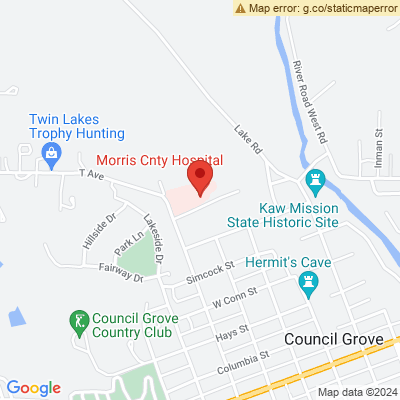 Map error: g.co/staticmaperror
River Road West Rd
Inman St
Lake Rd
Twin Lakes
Trophy Hunting
Morris Cnty Hospital
T Ave
Kaw Mission
State Historic Site
Hillside Dr
Park Ln
Lakeside Dr
Fairway Dr
Simcock St
Hermit's Cave
W Conn St
Council Grove
Country Club
Hays St
Council Grove
Columbia St
Google
Map data ©2024